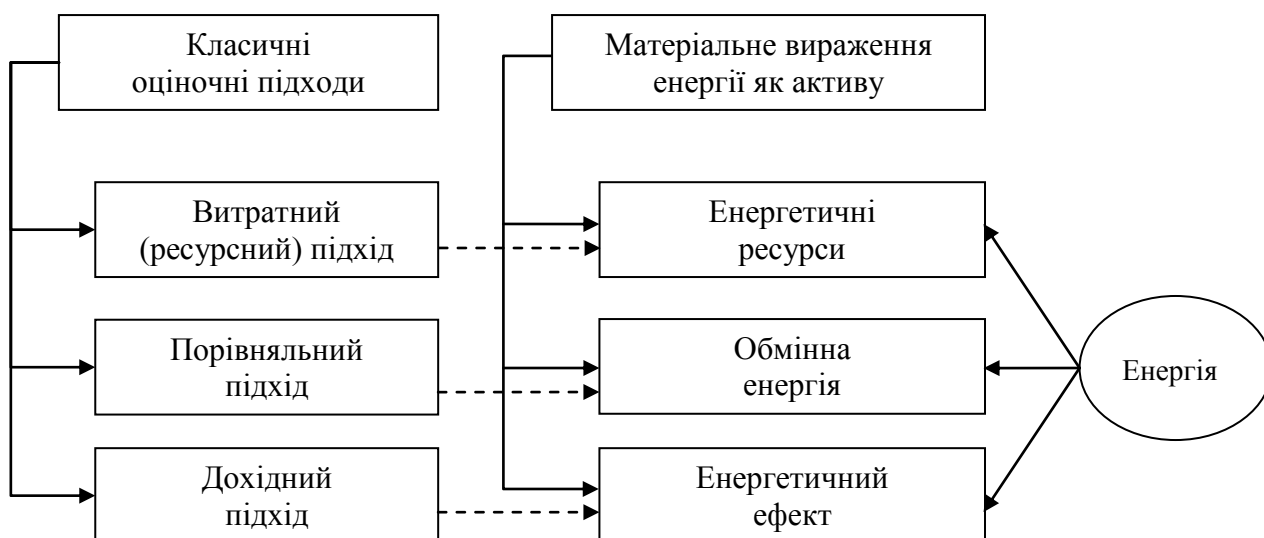 Класичні
оціночні підходи
Матеріальне вираження
енергії як активу
Витратний
(ресурсний) підхід
Енергетичні
ресурси
Порівняльний
підхід
Обмінна
енергія
Енергія
Дохідний
підхід
Енергетичний
ефект